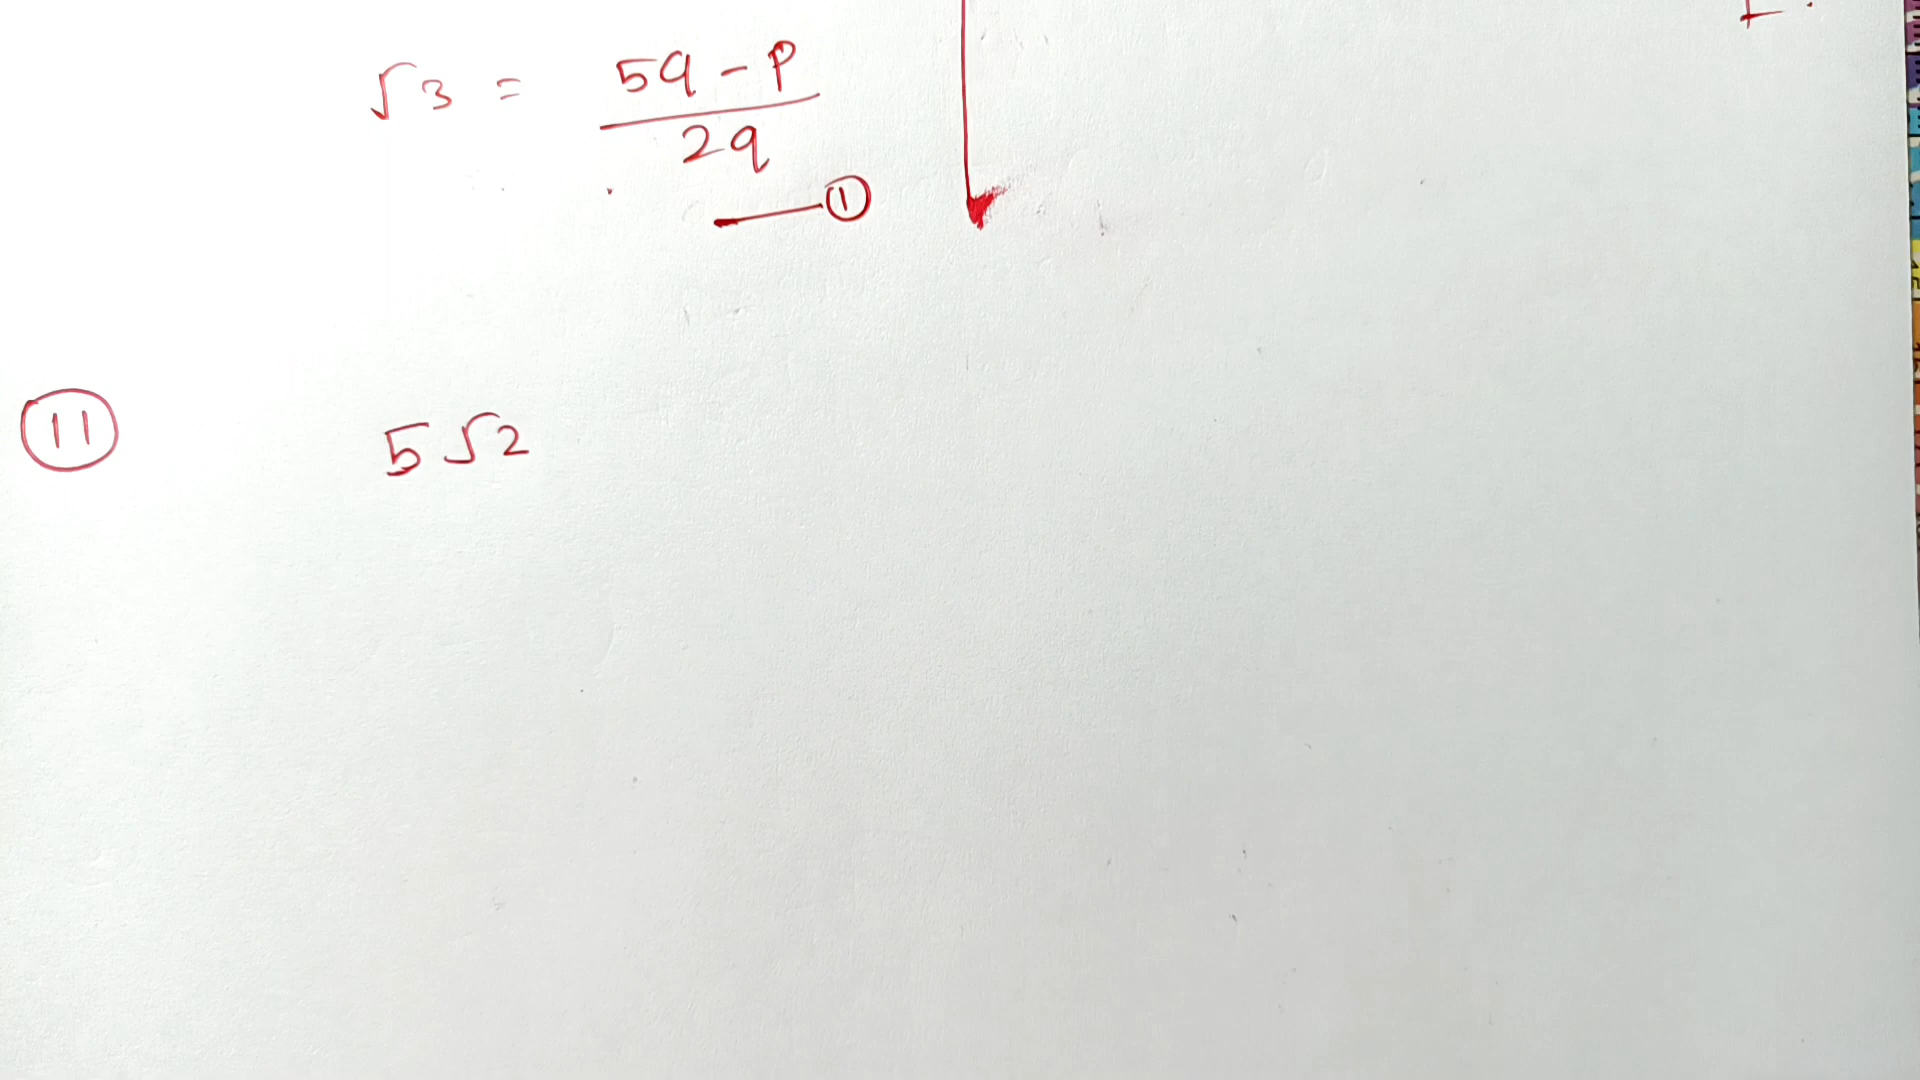 √3 = 5q - p / 2q
—— ①
⑪ 5√2